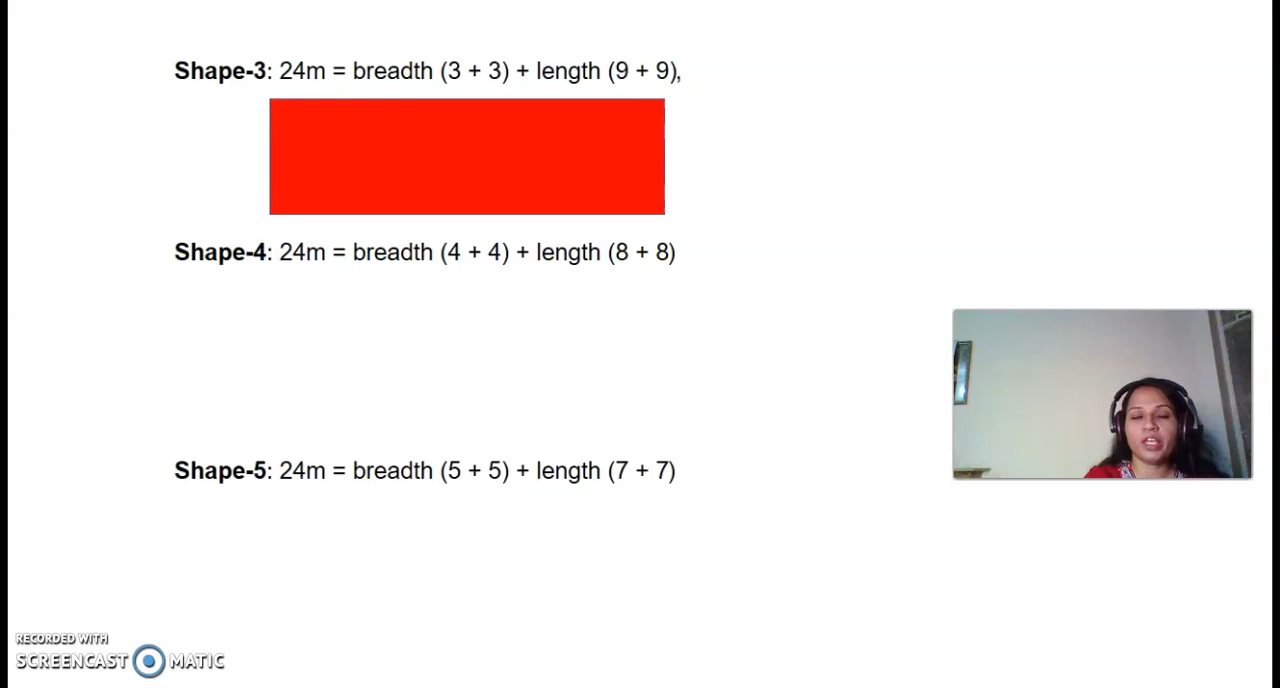 Shape-3: 24m = breadth (3 + 3) + length (9 + 9),
Shape-4: 24m = breadth (4 + 4) + length (8 + 8)
Shape-5: 24m = breadth (5 + 5) + length (7 + 7)
RECORDED WITH
SCREENCAST MATIC